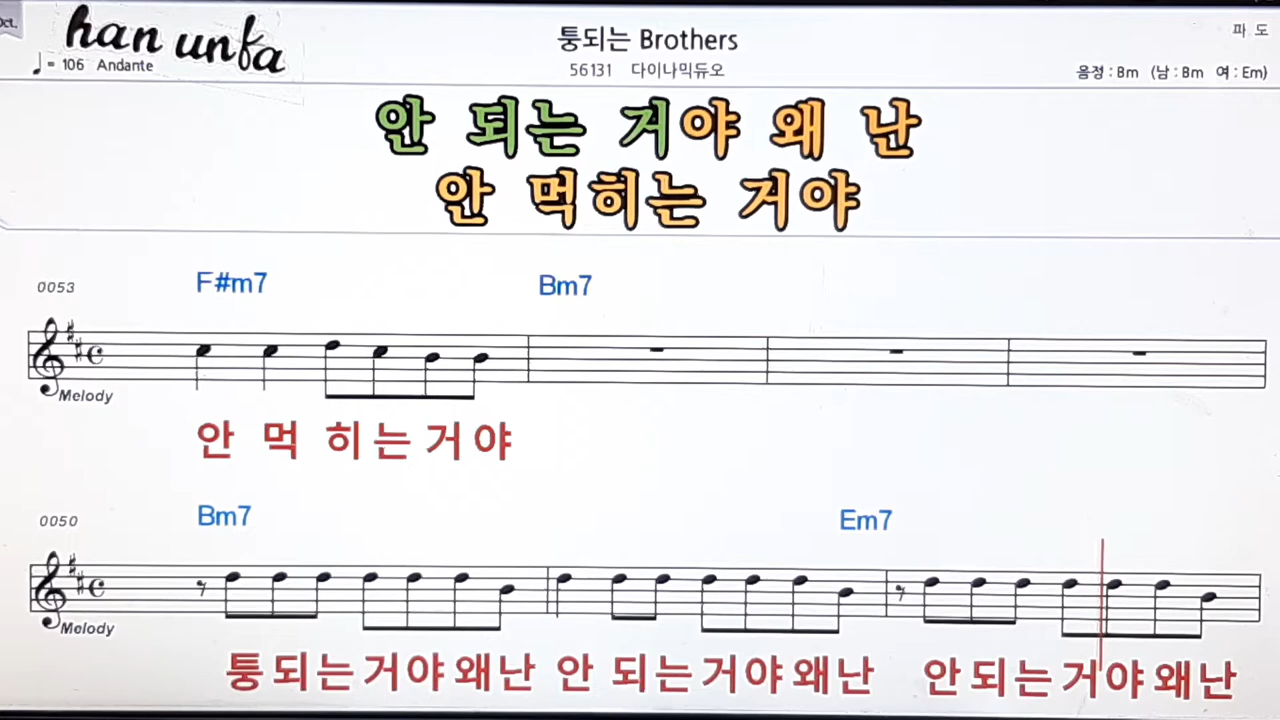 Oct.
han unfa
♩= 106 Andante
퉁되는 Brothers
56131 다이나믹듀오
파 도
음정 : Bm (남 : Bm 여 : Em)
안 되는 거야 왜 난
안 먹히는 거야
0053 F#m7 Bm7
Melody
안 먹 히 는 거 야
0050 Bm7 Em7
Melody
퉁 되 는 거 야 왜 난 안 되 는 거 야 왜 난 안 되 는 거 야 왜 난